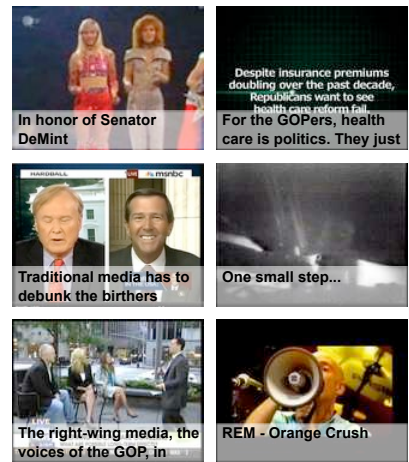 In honor of Senator
DeMint
Despite insurance premiums
doubling over the past decade,
Republicans want to see
health care reform fail.
For the GOPers, health
care is politics. They just
HARDBALL
LIVE
msnbc
Traditional media has to
debunk the birthers
One small step...
LIVE
The right-wing media, the
voices of the GOP, in
REM - Orange Crush